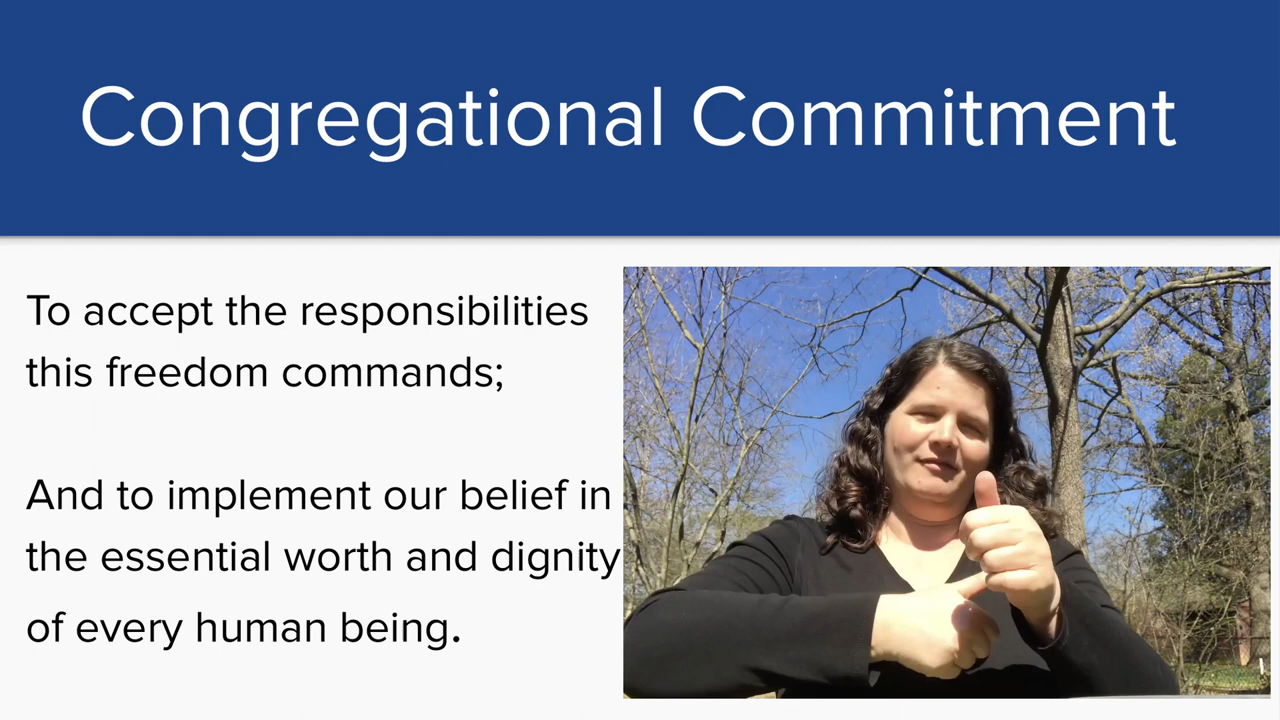 Congregational Commitment
To accept the responsibilities
this freedom commands;
And to implement our belief in
the essential worth and dignity
of every human being.